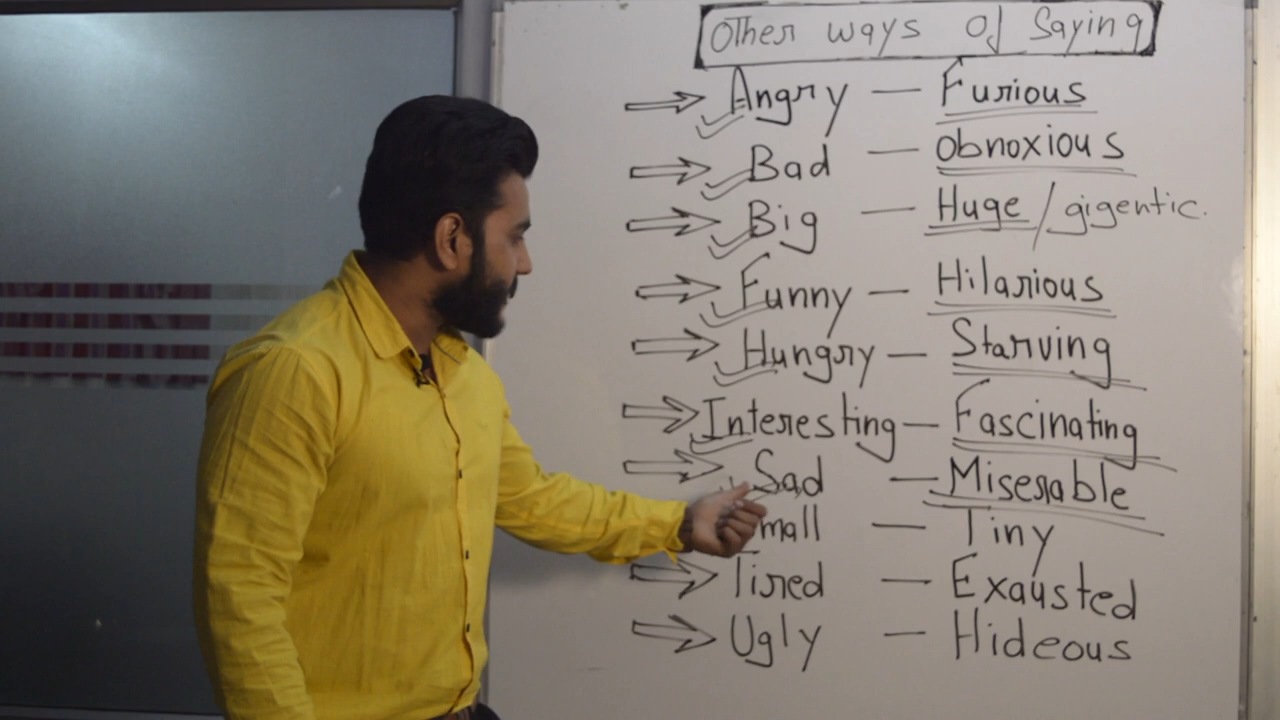 Other ways of Saying
Angry — Furious
Bad — obnoxious
Big — Huge / gigentic.
Funny — Hilarious
Hungry — Starving
Interesting — Fascinating
Sad — Miserable
mall — Tiny
Tired — Exausted
Ugly — Hideous